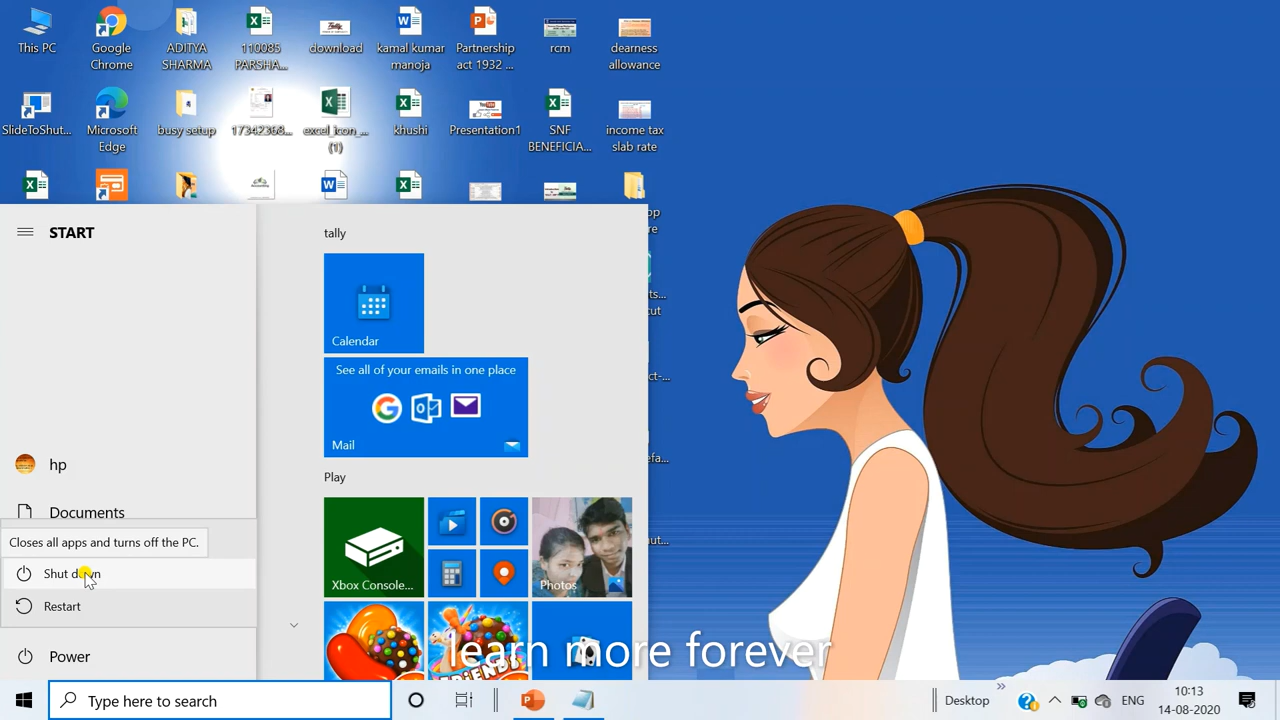 This PC
Google
Chrome
ADITYA
SHARMA
110085
PARSHA...
download
kamal kumar
manoja
Partnership
act 1932 ...
rcm
dearness
allowance
SlideToShut...
Microsoft
Edge
busy setup
17342368...
excel_icon_...
(1)
khushi
Presentation1
SNF
BENEFICIA...
income tax
slab rate
START
tally
Calendar
See all of your emails in one place
Mail
Play
hp
Documents
Closes all apps and turns off the PC.
Shut down
Restart
Power
Xbox Console...
Photos
learn more forever
Type here to search
Desktop
ENG
10:13
14-08-2020